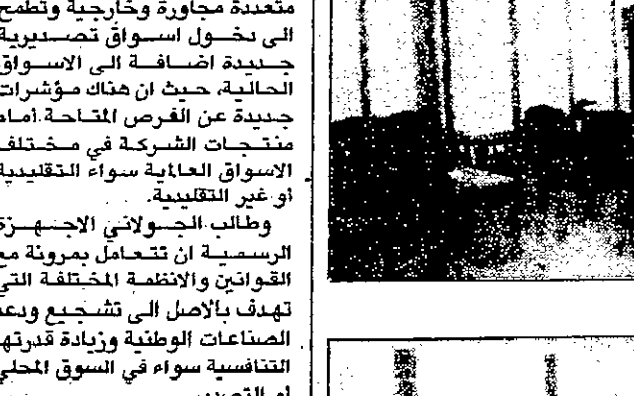 متعددة مجاورة وخارجية وتطمح
الى دخول اسواق تصديرية
جديدة اضافة الى الاسواق
الحالية، حيث ان هناك مؤشرات
جديدة عن الفرص المتاحة أمام
منتجات الشركة في مختلف
الاسواق العالمية سواء التقليدية
أو غير التقليدية.
وطالب الجولاني الاجهزة
الرسمية ان تتعامل بمرونة مع
القوانين والانظمة المختلفة التي
تهدف بالاصل الى تشجيع ودعم
الصناعات الوطنية وزيادة قدرتها
التنافسية سواء في السوق المحلي